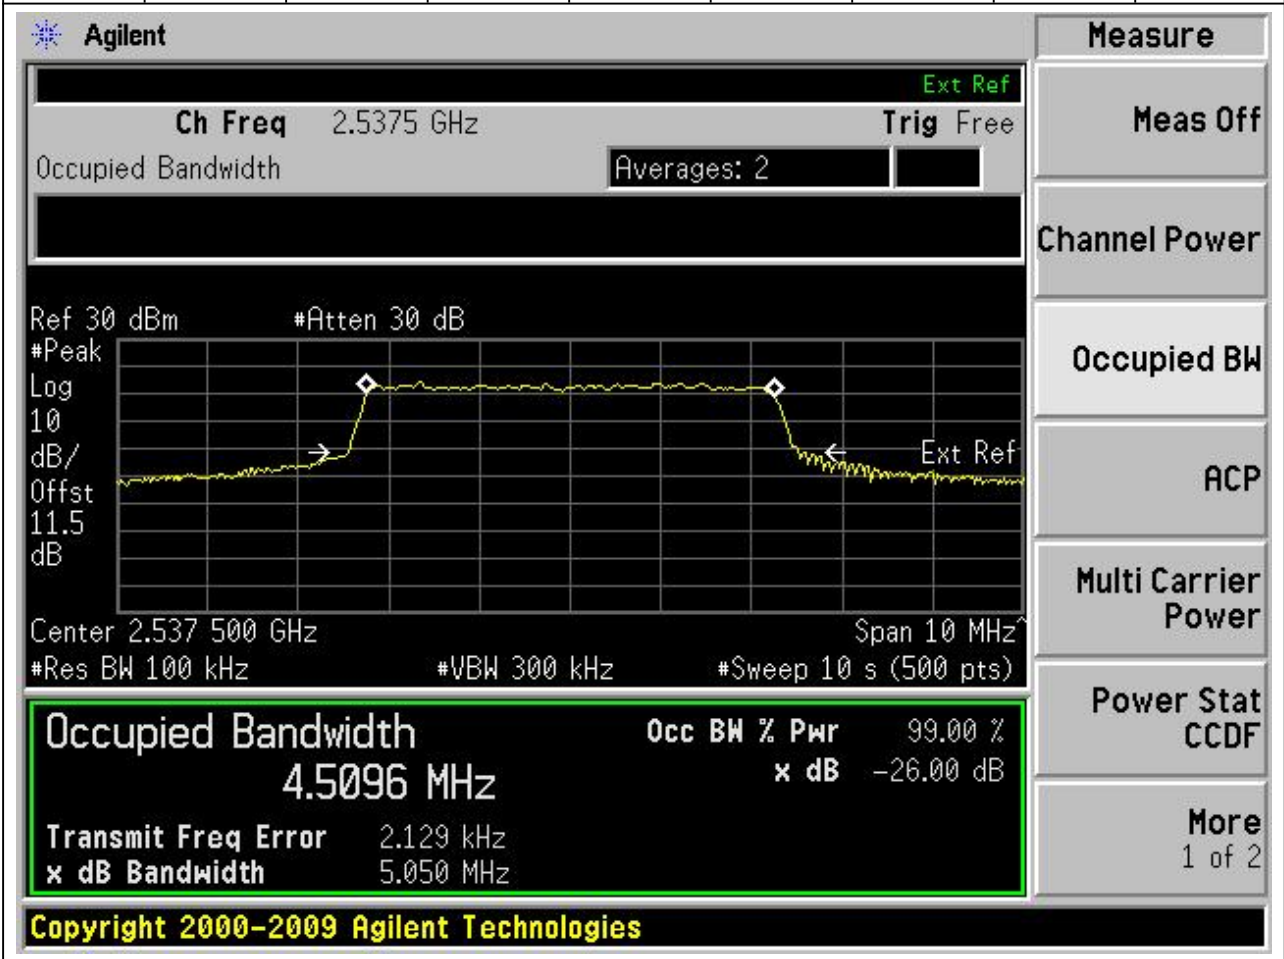 Agilent
Measure
Ext Ref
Ch Freq 2.5375 GHz Trig Free
Occupied Bandwidth Averages: 2
Meas Off
Channel Power
Occupied BW
ACP
Multi Carrier
Power
Power Stat
CCDF
More
1 of 2
Ref 30 dBm #Atten 30 dB
#Peak
Log
10
dB/
Offst
11.5
dB
Ext Ref
Center 2.537 500 GHz Span 10 MHz^
#Res BW 100 kHz #VBW 300 kHz #Sweep 10 s (500 pts)
Occupied Bandwidth Occ BW % Pwr 99.00 %
4.5096 MHz x dB -26.00 dB
Transmit Freq Error 2.129 kHz
x dB Bandwidth 5.050 MHz
Copyright 2000-2009 Agilent Technologies